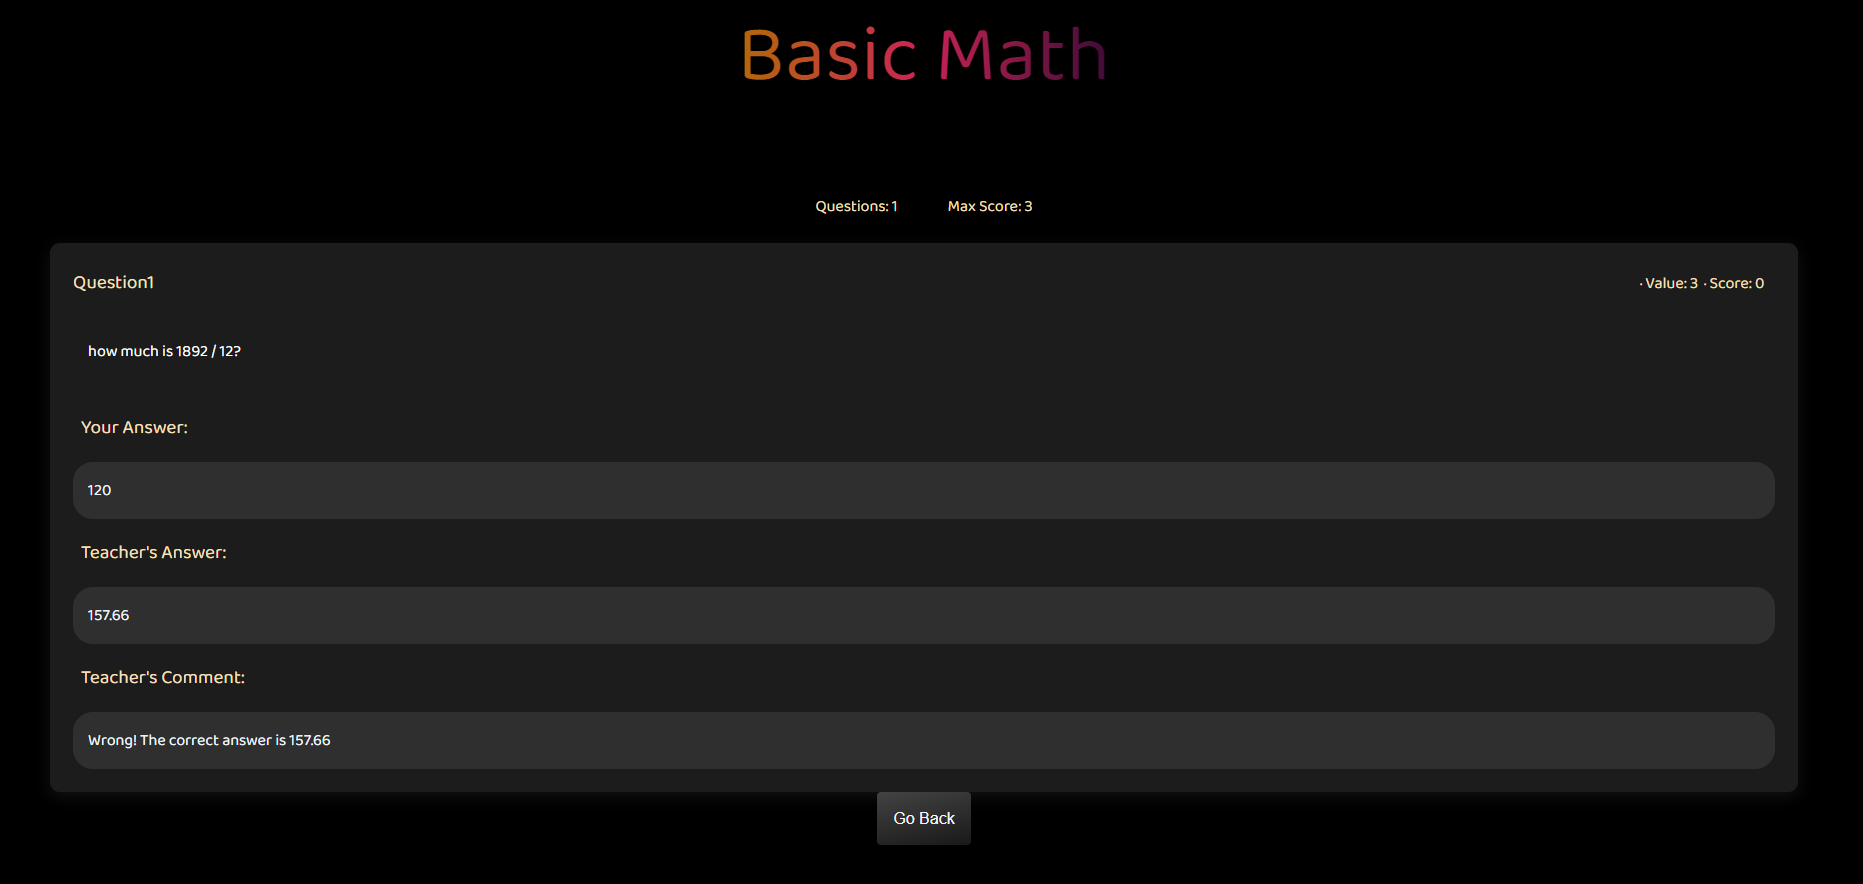 Basic Math
Questions: 1 Max Score: 3
Question1 · Value: 3 · Score: 0
how much is 1892 / 12?
Your Answer:
120
Teacher's Answer:
157.66
Teacher's Comment:
Wrong! The correct answer is 157.66
Go Back